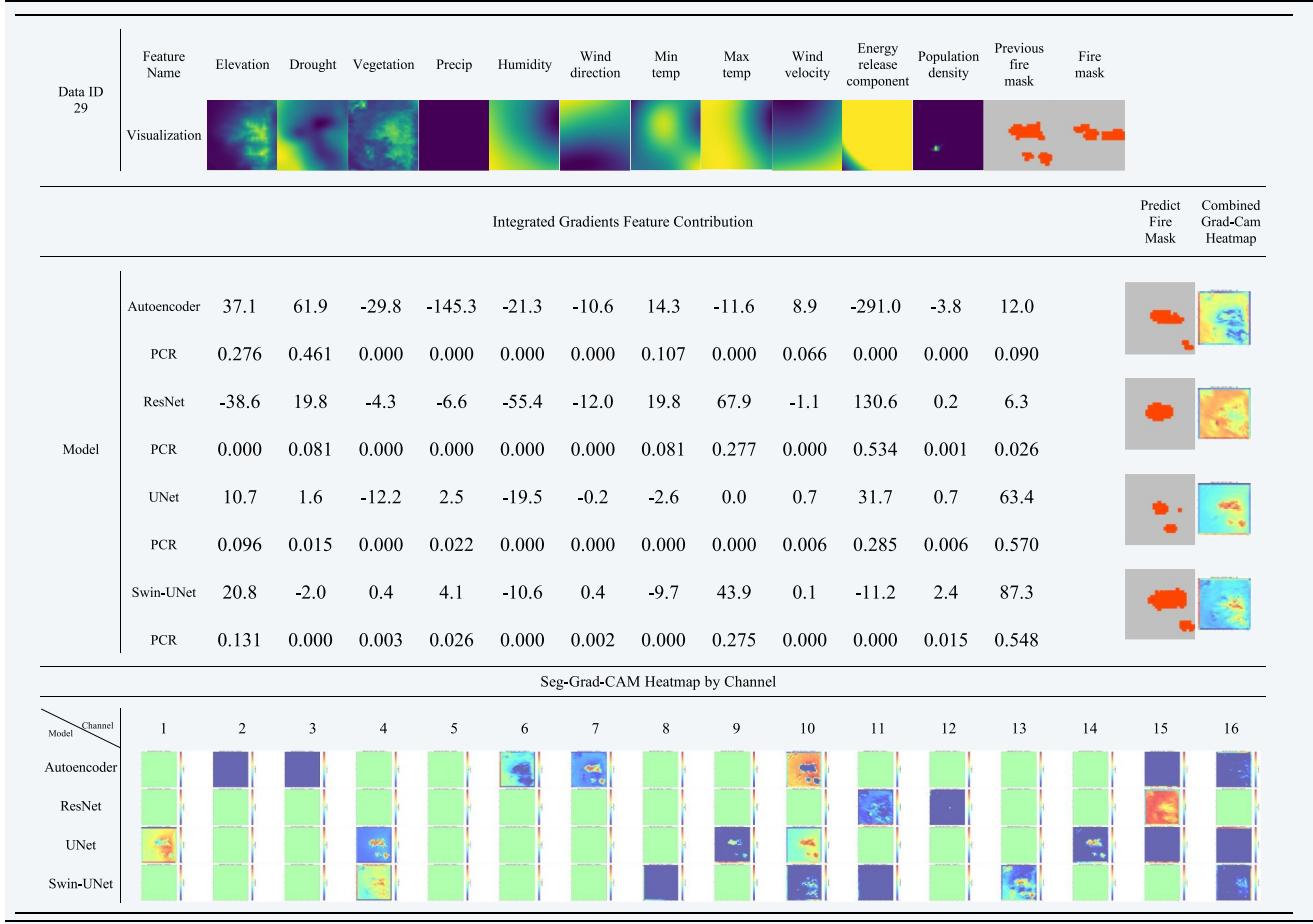 Data ID
29
Feature
Name
Elevation
Drought
Vegetation
Precip
Humidity
Wind
direction
Min
temp
Max
temp
Wind
velocity
Energy
release
component
Population
density
Previous
fire
mask
Fire
mask
Visualization
Integrated Gradients Feature Contribution
Predict
Fire
Mask
Combined
Grad-Cam
Heatmap
Model
Autoencoder 37.1 61.9 -29.8 -145.3 -21.3 -10.6 14.3 -11.6 8.9 -291.0 -3.8 12.0
PCR 0.276 0.461 0.000 0.000 0.000 0.000 0.107 0.000 0.066 0.000 0.000 0.090
ResNet -38.6 19.8 -4.3 -6.6 -55.4 -12.0 19.8 67.9 -1.1 130.6 0.2 6.3
PCR 0.000 0.081 0.000 0.000 0.000 0.000 0.081 0.277 0.000 0.534 0.001 0.026
UNet 10.7 1.6 -12.2 2.5 -19.5 -0.2 -2.6 0.0 0.7 31.7 0.7 63.4
PCR 0.096 0.015 0.000 0.022 0.000 0.000 0.000 0.000 0.006 0.285 0.006 0.570
Swin-UNet 20.8 -2.0 0.4 4.1 -10.6 0.4 -9.7 43.9 0.1 -11.2 2.4 87.3
PCR 0.131 0.000 0.003 0.026 0.000 0.002 0.000 0.275 0.000 0.000 0.015 0.548
Seg-Grad-CAM Heatmap by Channel
Channel
Model
1 2 3 4 5 6 7 8 9 10 11 12 13 14 15 16
Autoencoder
ResNet
UNet
Swin-UNet